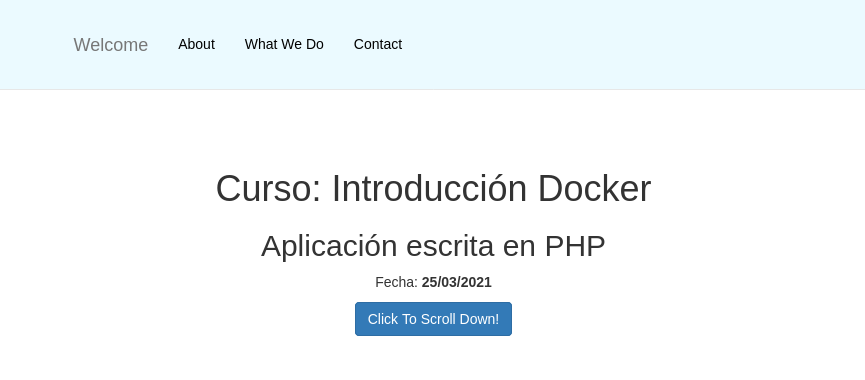 Welcome About What We Do Contact
Curso: Introducción Docker
Aplicación escrita en PHP
Fecha: 25/03/2021
Click To Scroll Down!